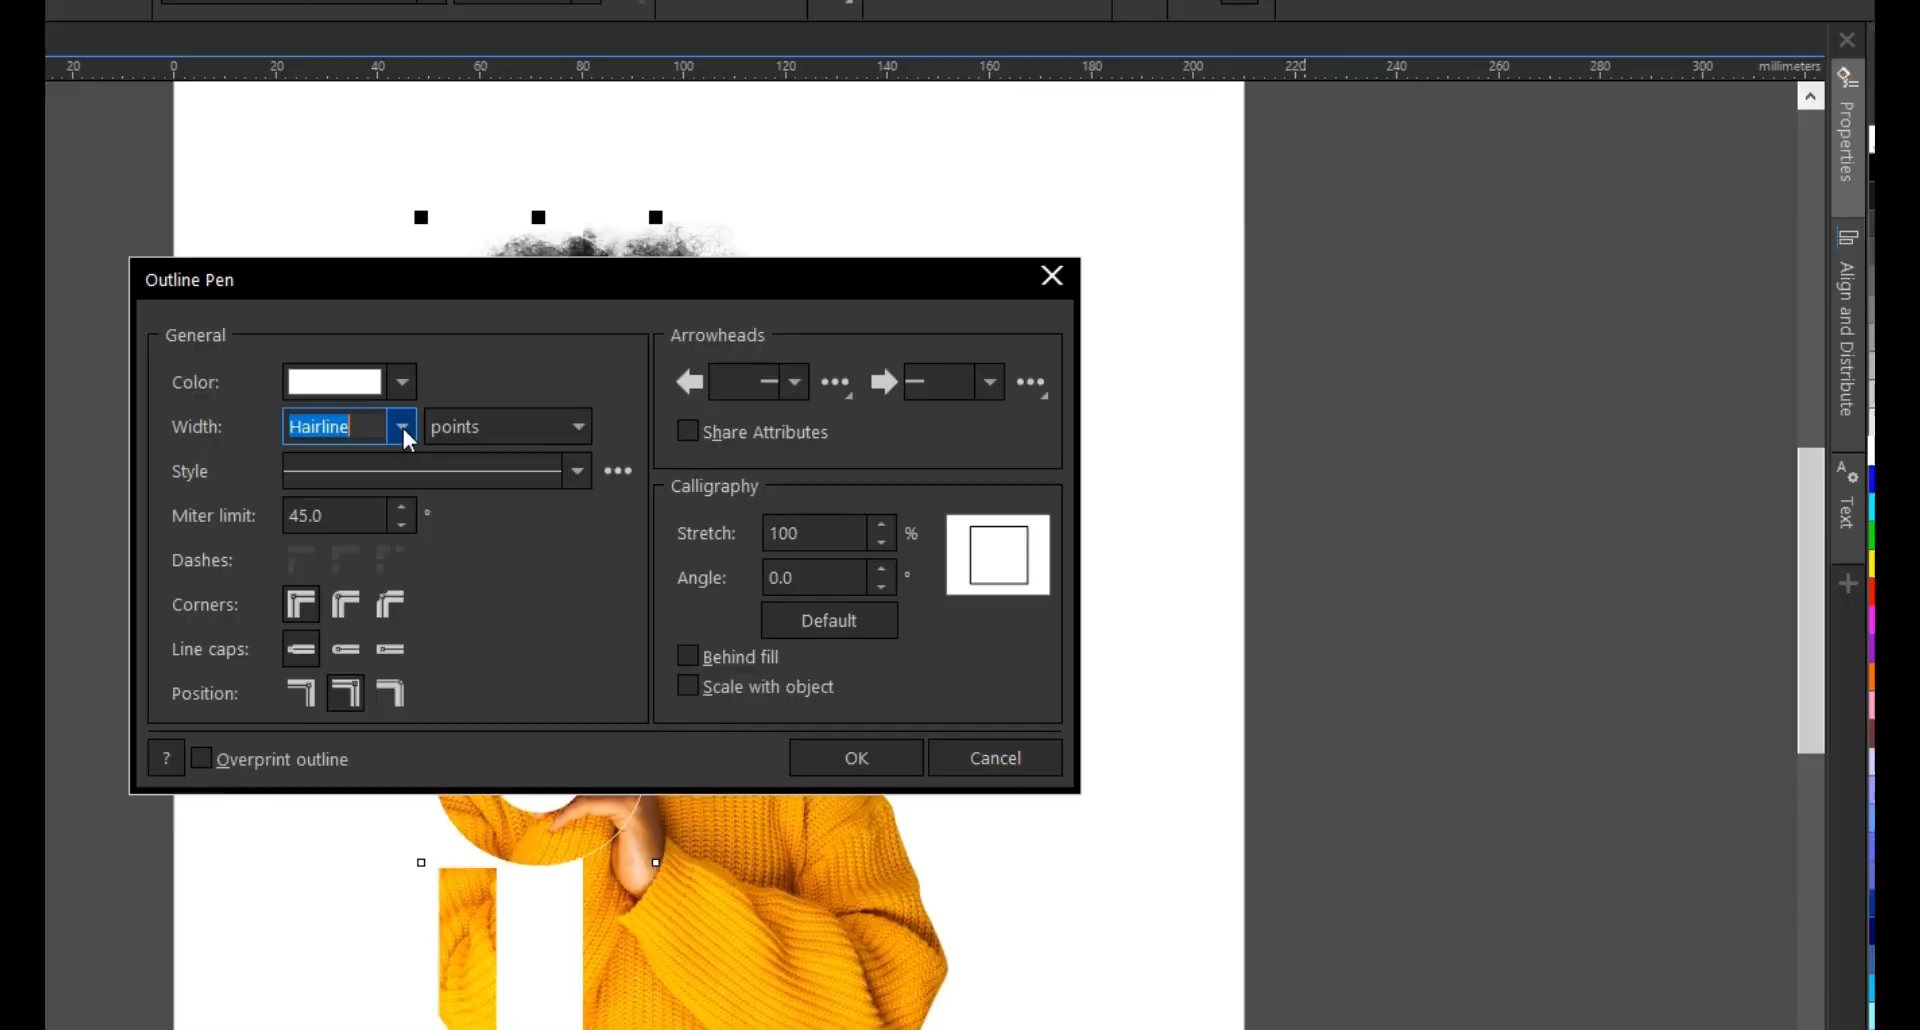 20 0 20 40 60 80 100 120 140 160 180 200 220 240 260 280 300 millimeters
Properties
Align and Distribute
Text
Outline Pen
General
Color:
Width: Hairline points
Style
Miter limit: 45.0 °
Dashes:
Corners:
Line caps:
Position:
Arrowheads
Share Attributes
Calligraphy
Stretch: 100 %
Angle: 0.0 °
Default
Behind fill
Scale with object
? Overprint outline OK Cancel